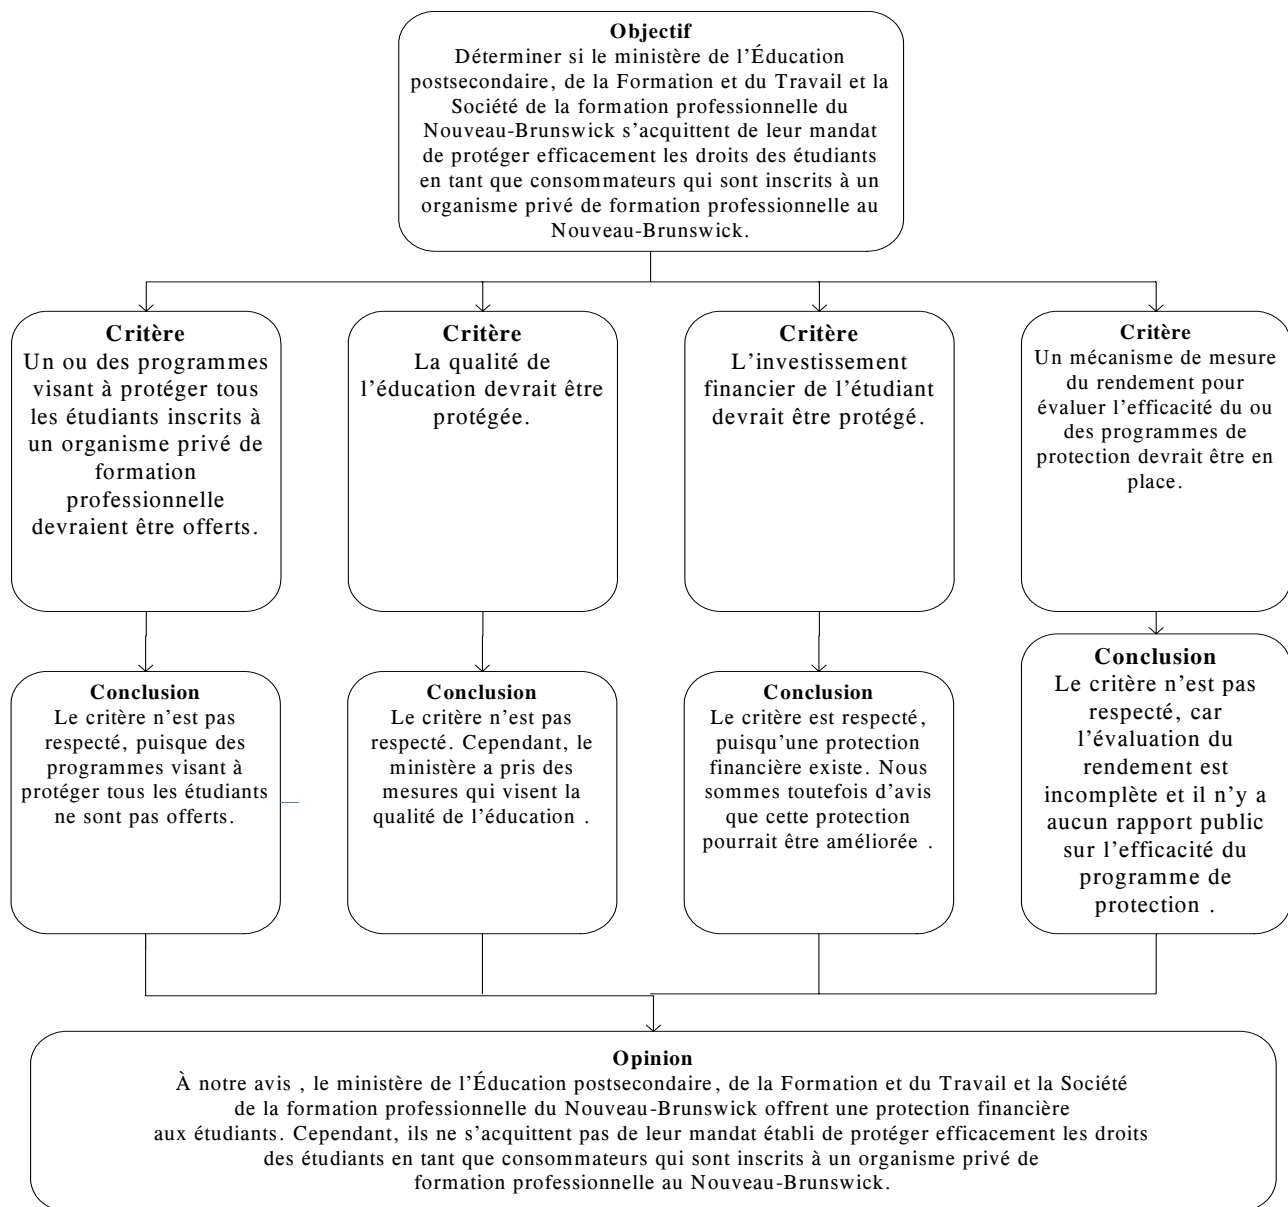 Objectif
Déterminer si le ministère de l’Éducation
postsecondaire, de la Formation et du Travail et la
Société de la formation professionnelle du
Nouveau-Brunswick s’acquittent de leur mandat
de protéger efficacement les droits des étudiants
en tant que consommateurs qui sont inscrits à un
organisme privé de formation professionnelle au
Nouveau-Brunswick.
Critère
Un ou des programmes
visant à protéger tous
les étudiants inscrits à
un organisme privé de
formation
professionnelle
devraient être offerts.
Critère
La qualité de
l’éducation devrait être
protégée.
Critère
L’investissement
financier de l’étudiant
devrait être protégé.
Critère
Un mécanisme de mesure
du rendement pour
évaluer l’efficacité du ou
des programmes de
protection devrait être en
place.
Conclusion
Le critère n’est pas
respecté, puisque des
programmes visant à
protéger tous les étudiants
ne sont pas offerts.
Conclusion
Le critère n’est pas
respecté. Cependant, le
ministère a pris des
mesures qui visent la
qualité de l’éducation .
Conclusion
Le critère est respecté,
puisqu’une protection
financière existe. Nous
sommes toutefois d’avis
que cette protection
pourrait être améliorée .
Conclusion
Le critère n’est pas
respecté, car
l’évaluation du
rendement est
incomplète et il n’y a
aucun rapport public
sur l’efficacité du
programme de
protection .
Opinion
À notre avis , le ministère de l’Éducation postsecondaire, de la Formation et du Travail et la Société
de la formation professionnelle du Nouveau-Brunswick offrent une protection financière
aux étudiants. Cependant, ils ne s’acquittent pas de leur mandat établi de protéger efficacement les droits
des étudiants en tant que consommateurs qui sont inscrits à un organisme privé de
formation professionnelle au Nouveau-Brunswick.